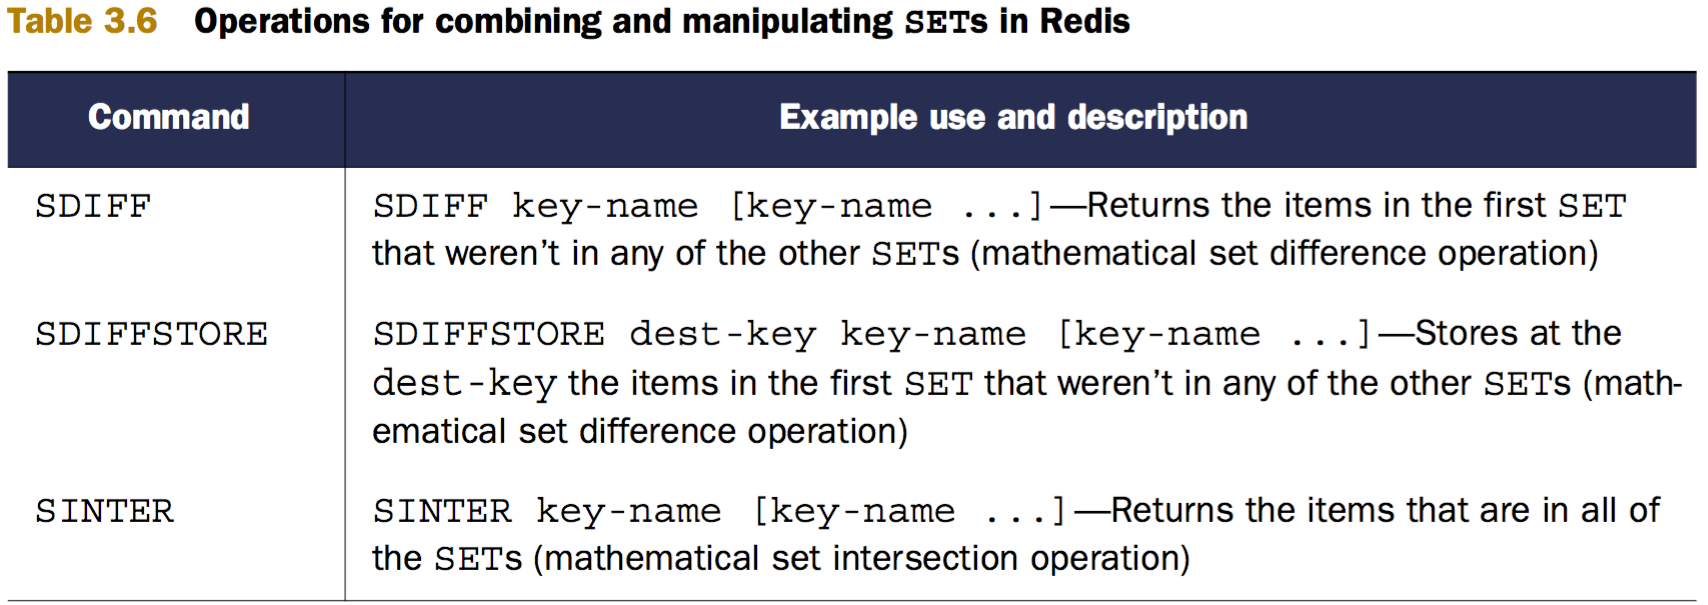 Table 3.6 Operations for combining and manipulating SETs in Redis
Command Example use and description
SDIFF SDIFF key-name [key-name ...]—Returns the items in the first SET
that weren't in any of the other SETs (mathematical set difference operation)
SDIFFSTORE SDIFFSTORE dest-key key-name [key-name ...]—Stores at the
dest-key the items in the first SET that weren't in any of the other SETs (math-
ematical set difference operation)
SINTER SINTER key-name [key-name ...]—Returns the items that are in all of
the SETs (mathematical set intersection operation)